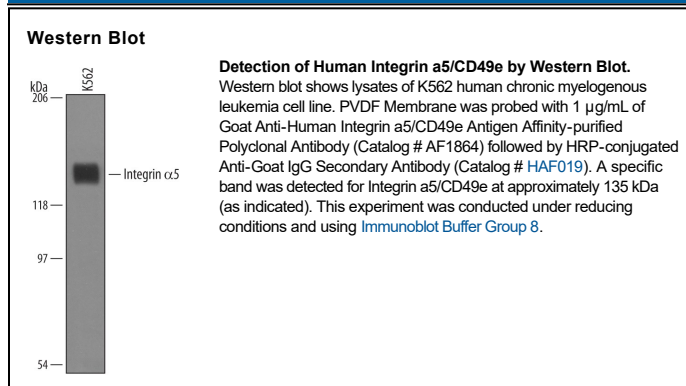 Western Blot
kDa
K562
206
Integrin α5
118
97
54
Detection of Human Integrin a5/CD49e by Western Blot.
Western blot shows lysates of K562 human chronic myelogenous
leukemia cell line. PVDF Membrane was probed with 1 µg/mL of
Goat Anti-Human Integrin a5/CD49e Antigen Affinity-purified
Polyclonal Antibody (Catalog # AF1864) followed by HRP-conjugated
Anti-Goat IgG Secondary Antibody (Catalog # HAF019). A specific
band was detected for Integrin a5/CD49e at approximately 135 kDa
(as indicated). This experiment was conducted under reducing
conditions and using Immunoblot Buffer Group 8.